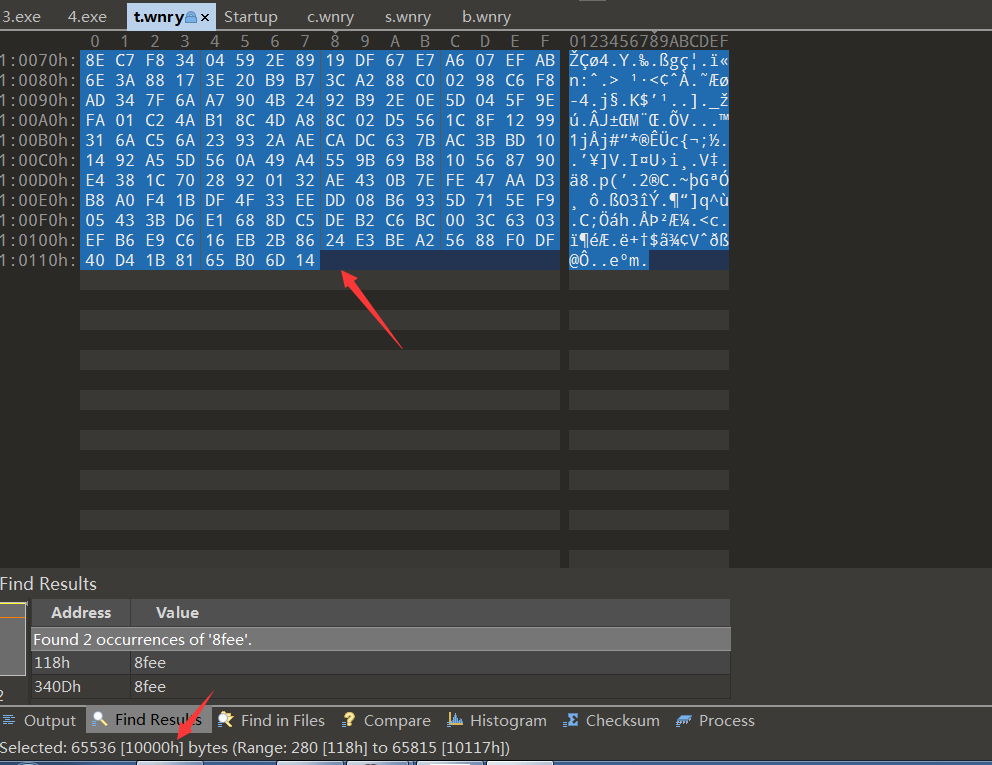 3.exe 4.exe t.wnry × Startup c.wnry s.wnry b.wnry
0 1 2 3 4 5 6 7 8 9 A B C D E F 0123456789ABCDEF
1:0070h: 8E C7 F8 34 04 59 2E 89 19 DF 67 E7 A6 07 EF AB ŽÇø4.Y.‰.ßgç¦.ï«
1:0080h: 6E 3A 88 17 3E 20 B9 B7 3C A2 88 C0 02 98 C6 F8 n:ˆ.> ¹·<¢ˆÀ.˜Æø
1:0090h: AD 34 7F 6A A7 90 4B 24 92 B9 2E 0E 5D 04 5F 9E -4.j§.K$’¹..]._ž
1:00A0h: FA 01 C2 4A B1 8C 4D A8 8C 02 D5 56 1C 8F 12 99 ú.ÂJ±ŒM¨Œ.ÕV...™
1:00B0h: 31 6A C5 6A 23 93 2A AE CA DC 63 7B AC 3B BD 10 1jÅj#“*®ÊÜc{¬;½.
1:00C0h: 14 92 A5 5D 56 0A 49 A4 55 9B 69 B8 10 56 87 90 .’¥]V.I¤U›i¸.V‡.
1:00D0h: E4 38 1C 70 28 92 01 32 AE 43 0B 7E FE 47 AA D3 ä8.p(’.2®C.~þGªÓ
1:00E0h: B8 A0 F4 1B DF 4F 33 EE DD 08 B6 93 5D 71 5E F9 ¸ ô.ßO3îÝ.¶“]q^ù
1:00F0h: 05 43 3B D6 E1 68 8D C5 DE B2 C6 BC 00 3C 63 03 .C;Öáh.ÅÞ²Æ¼.<c.
1:0100h: EF B6 E9 C6 16 EB 2B 86 24 E3 BE A2 56 88 F0 DF ï¶éÆ.ë+†$ã¾¢Vˆðß
1:0110h: 40 D4 1B 81 65 B0 6D 14 @Ô..e°m.
Find Results
Address Value
Found 2 occurrences of '8fee'.
118h 8fee
340Dh 8fee
Output Find Results Find in Files Compare Histogram Checksum Process
Selected: 65536 [10000h] bytes (Range: 280 [118h] to 65815 [10117h])